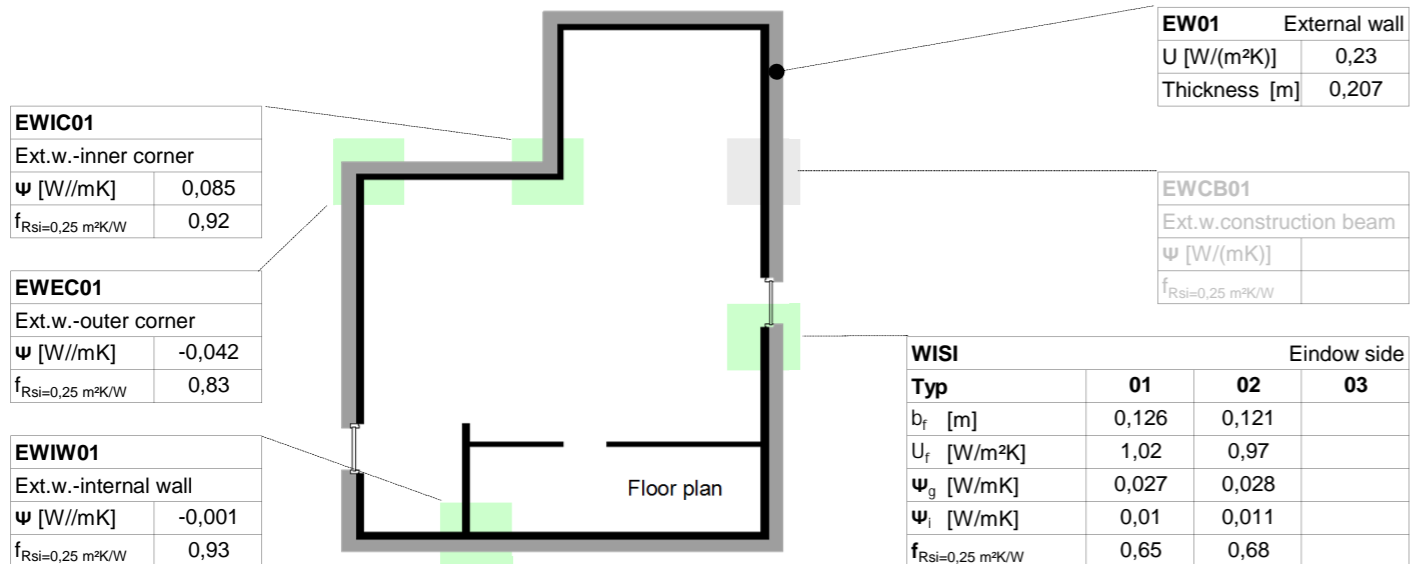 EW01 External wall
U [W/(m²K)] 0,23
Thickness [m] 0,207
EWIC01
Ext.w.-inner corner
Ψ [W//mK] 0,085
fRsi=0,25 m²K/W 0,92
EWCB01
Ext.w.construction beam
Ψ [W/(mK)]
fRsi=0,25 m²K/W
EWEC01
Ext.w.-outer corner
Ψ [W//mK] -0,042
fRsi=0,25 m²K/W 0,83
WISI Eindow side
Typ 01 02 03
bf [m] 0,126 0,121
Uf [W/m²K] 1,02 0,97
Ψg [W/mK] 0,027 0,028
Ψi [W/mK] 0,01 0,011
fRsi=0,25 m²K/W 0,65 0,68
EWIW01
Ext.w.-internal wall
Ψ [W//mK] -0,001
fRsi=0,25 m²K/W 0,93
Floor plan